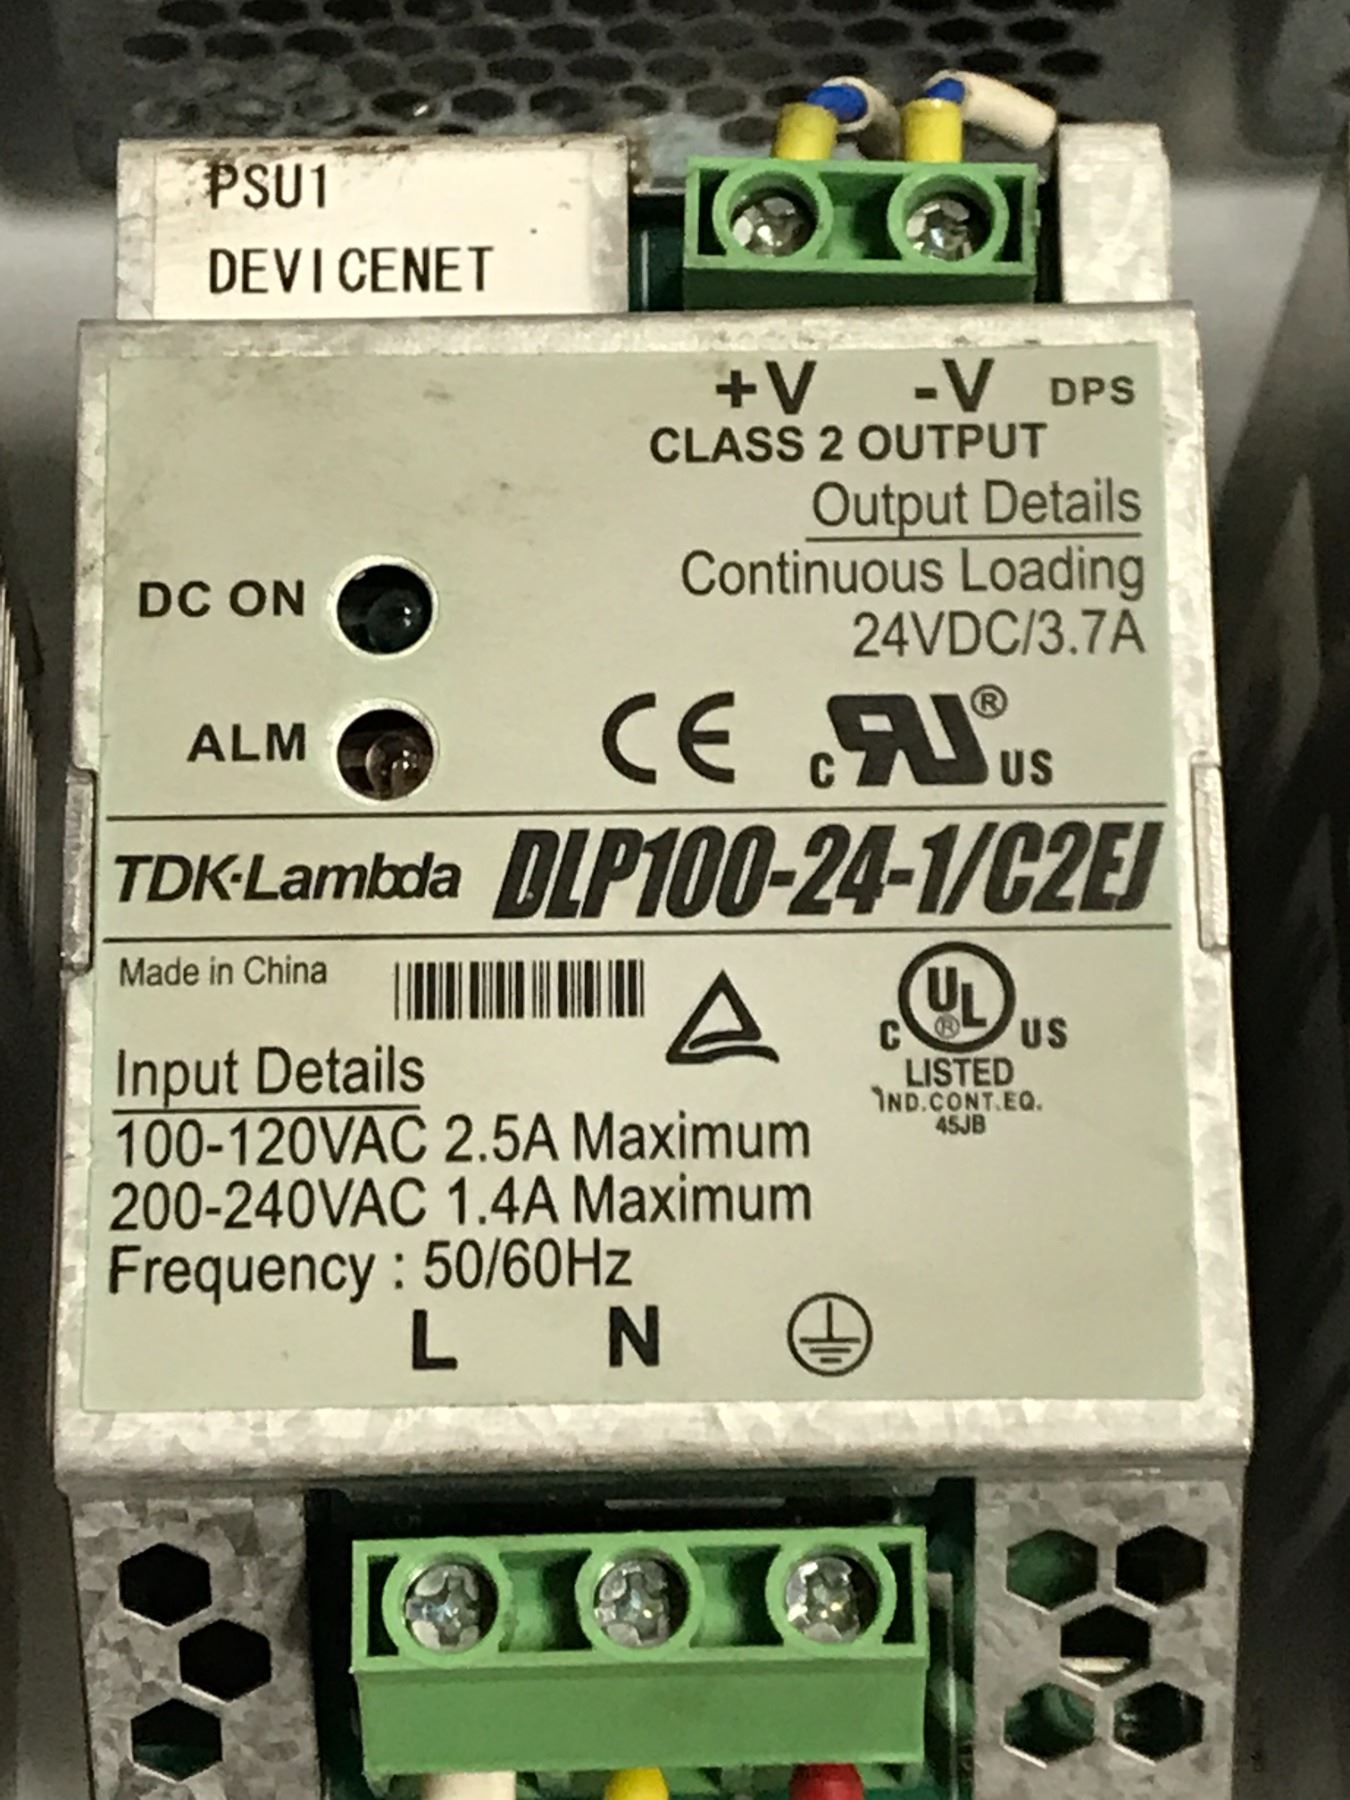 PSU1
DEVICENET
+V -V DPS
CLASS 2 OUTPUT
Output Details
Continuous Loading
24VDC/3.7A
DC ON
ALM
CE
c RU® US
TDK-Lambda DLP100-24-1/C2EJ
Made in China
C UL® US
LISTED
IND.CONT.EQ.
45JB
Input Details
100-120VAC 2.5A Maximum
200-240VAC 1.4A Maximum
Frequency : 50/60Hz
L N